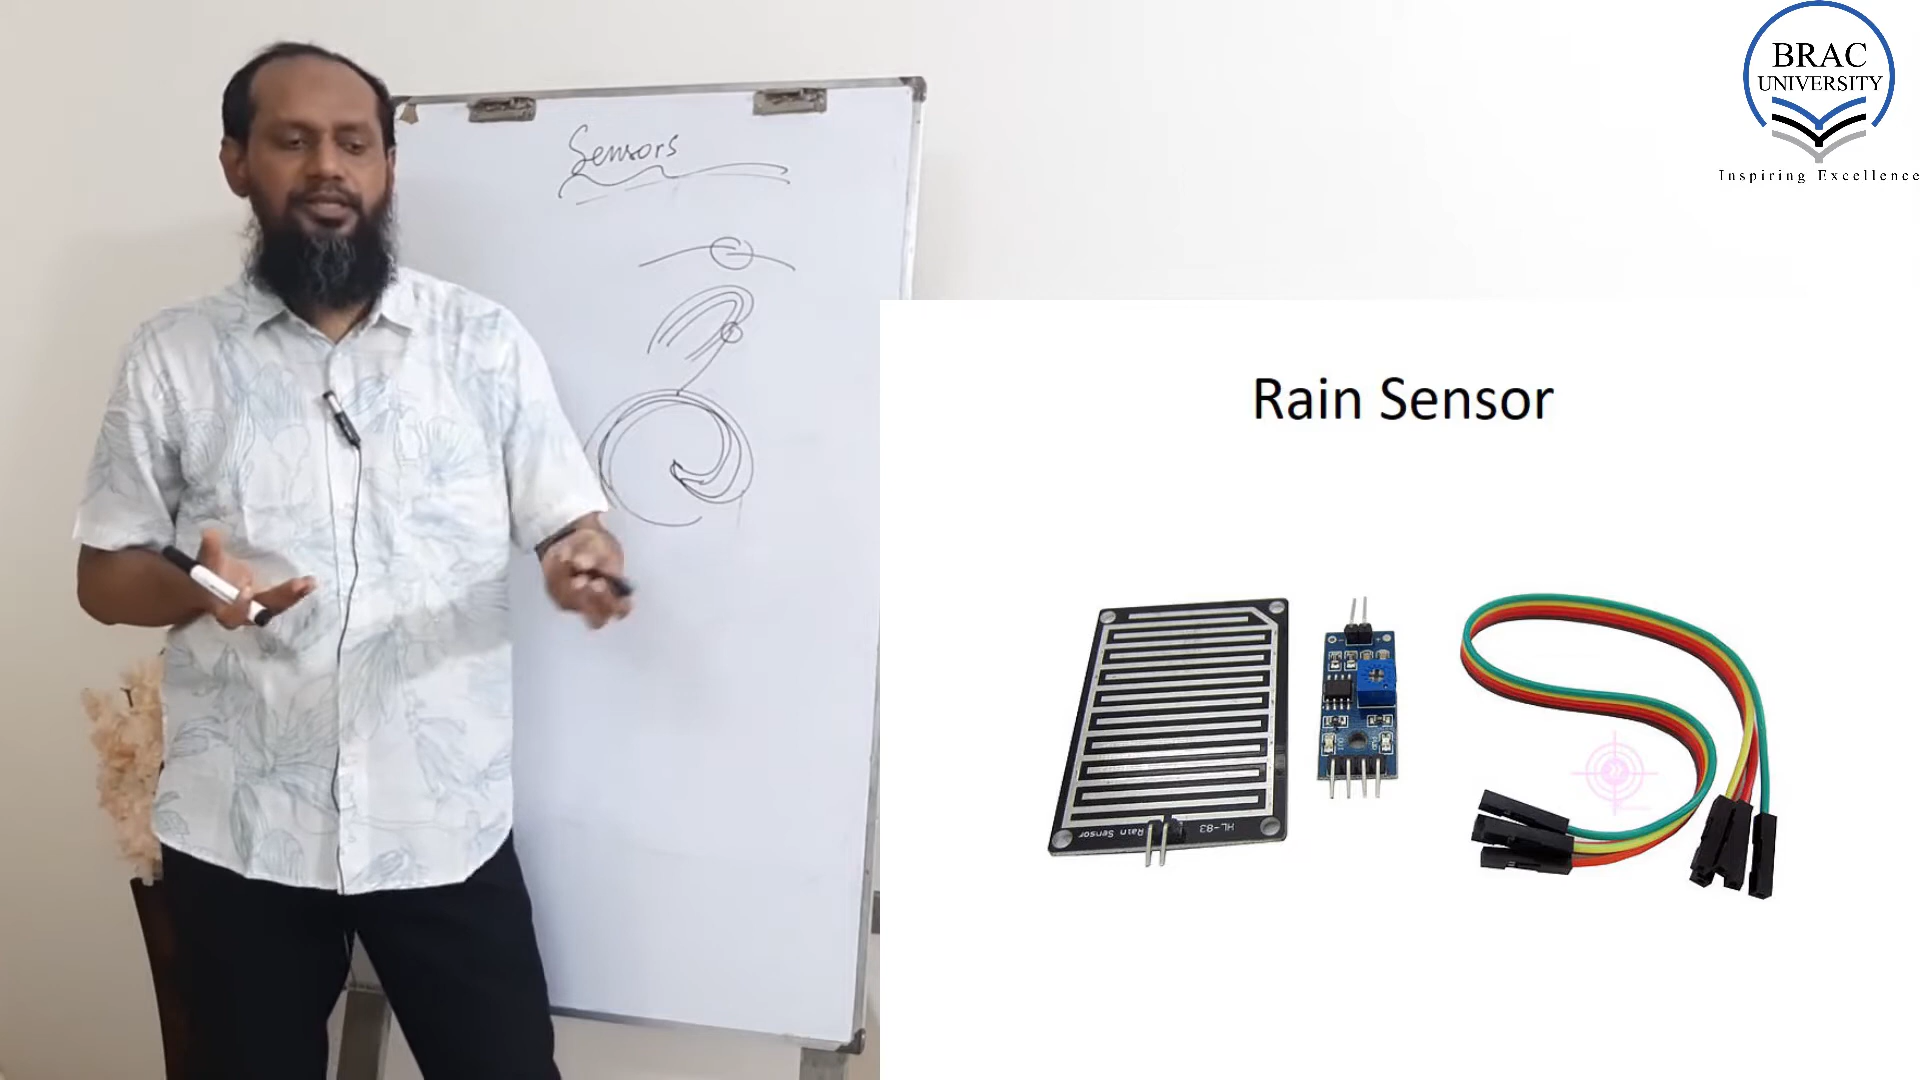 BRAC
UNIVERSITY
Inspiring Excellence
Sensors
Rain Sensor
Rain Sensor
HL-83